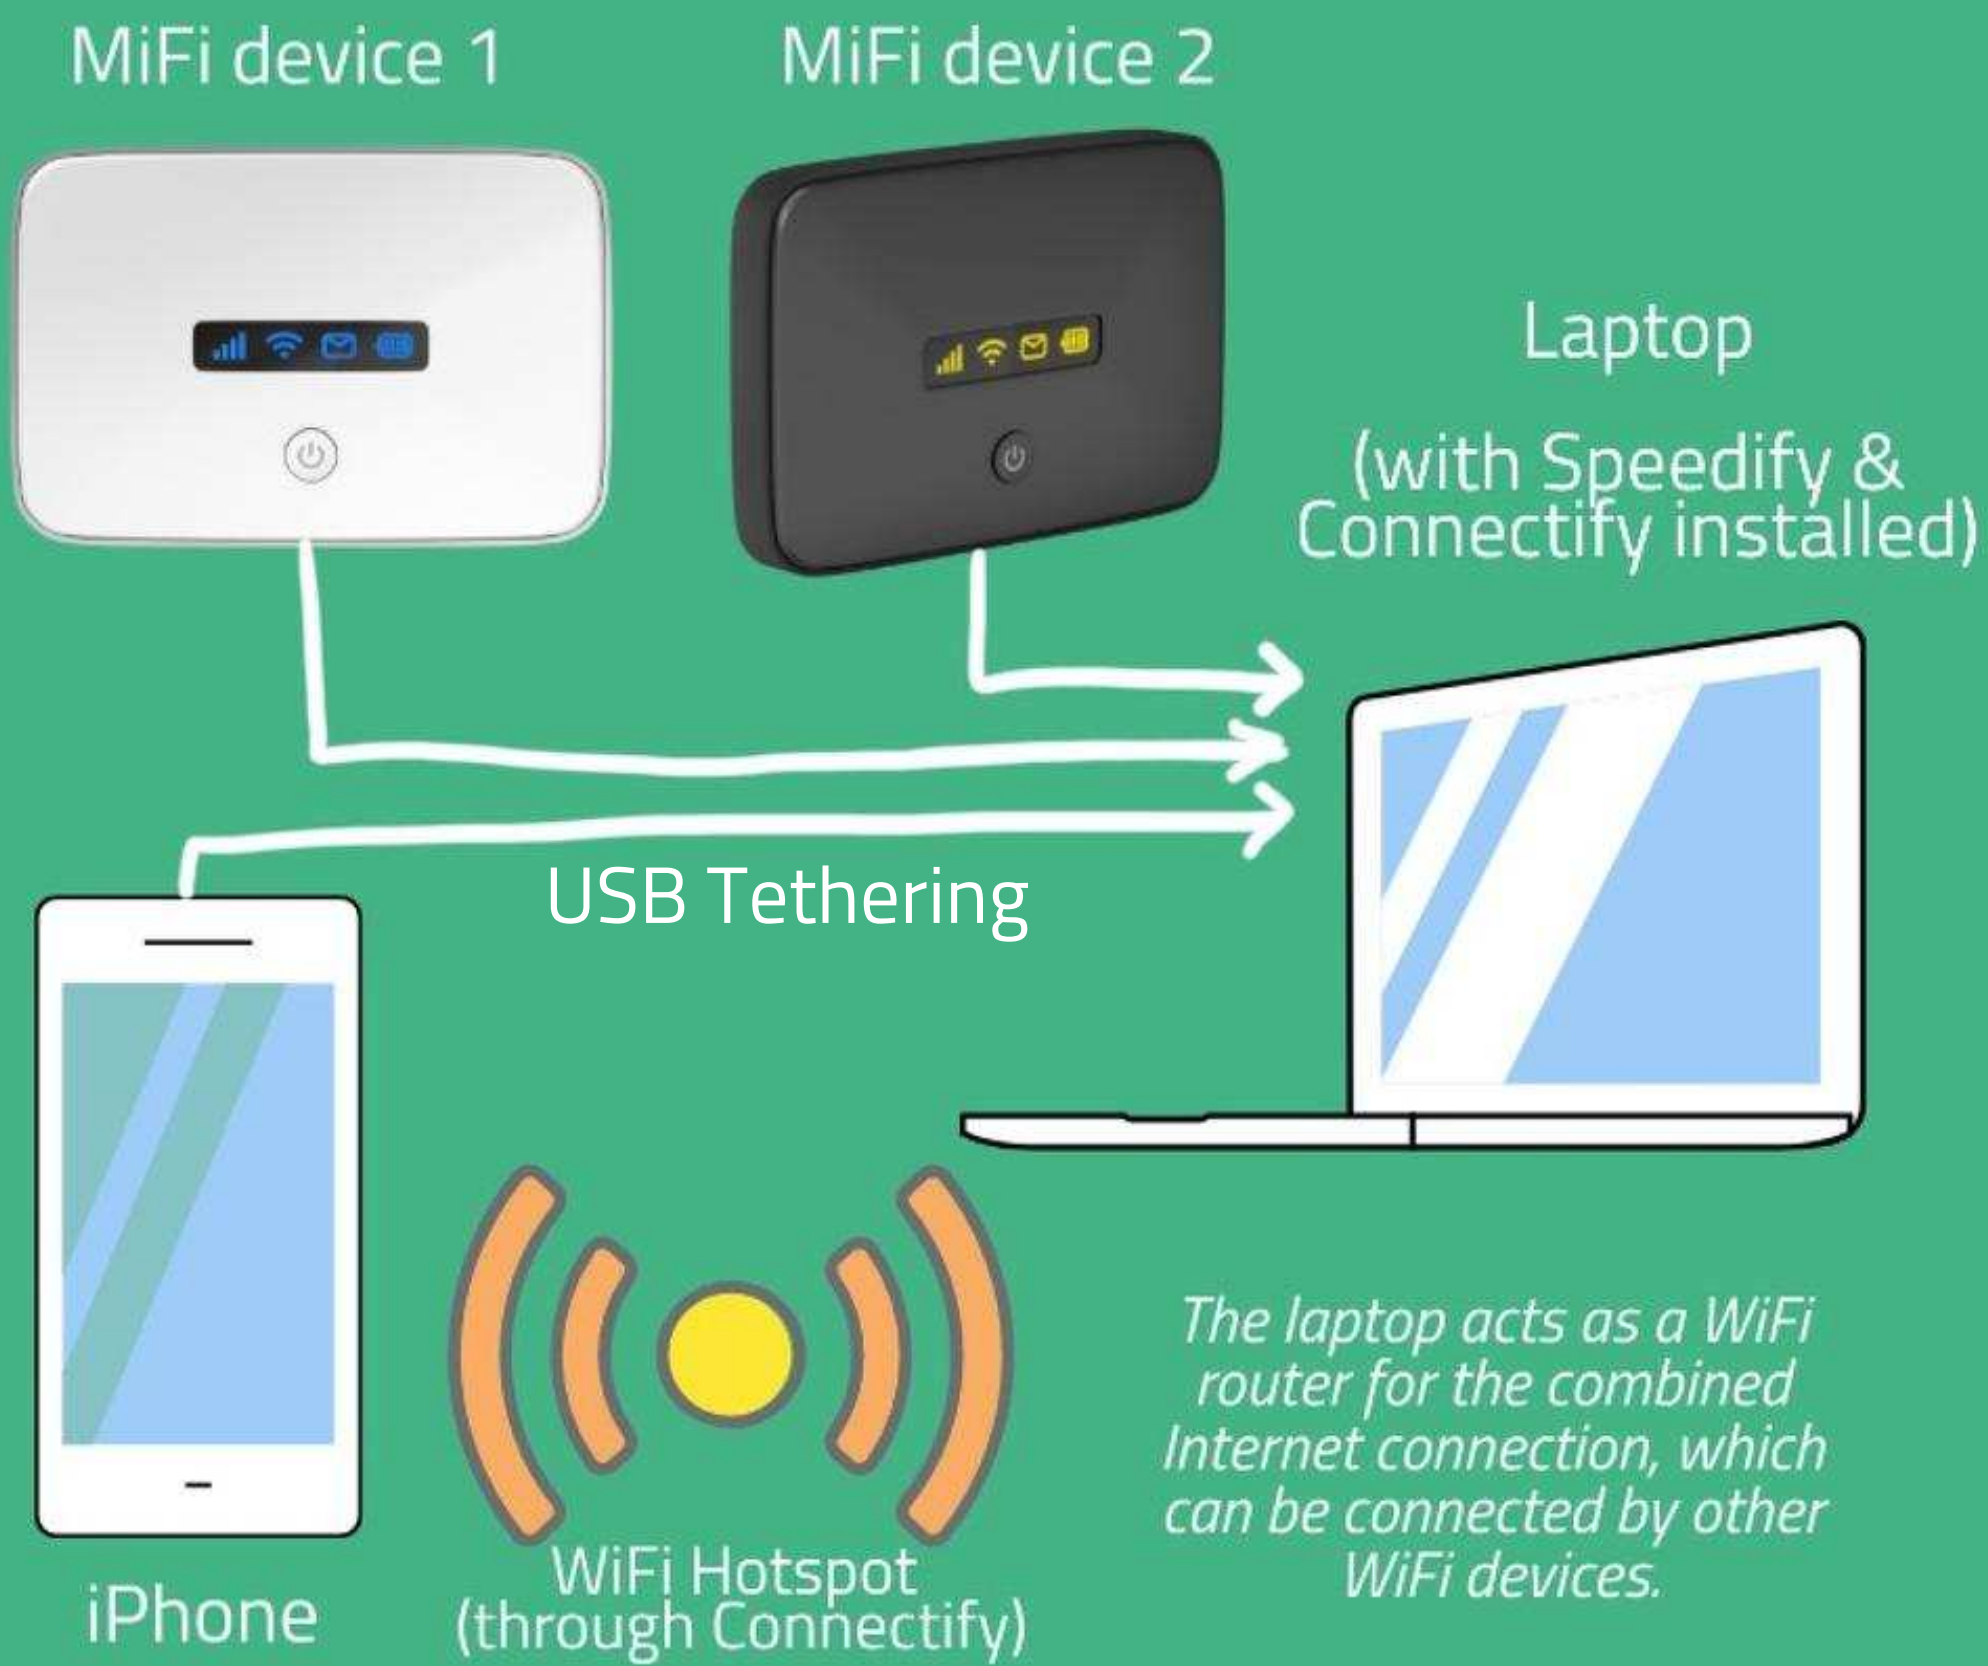 MiFi device 1
MiFi device 2
Laptop
(with Speedify &
Connectify installed)
USB Tethering
iPhone
WiFi Hotspot
(through Connectify)
The laptop acts as a WiFi
router for the combined
Internet connection, which
can be connected by other
WiFi devices.